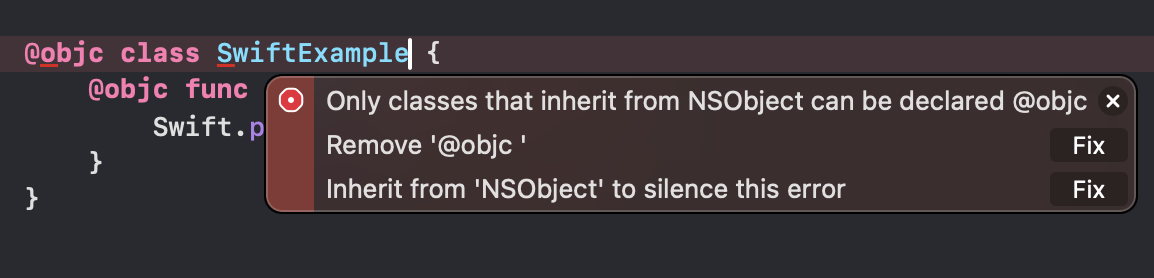 @objc class SwiftExample {
@objc func
Only classes that inherit from NSObject can be declared @objc
Swift.p
Remove '@objc '
Fix
}
Inherit from 'NSObject' to silence this error
Fix
}